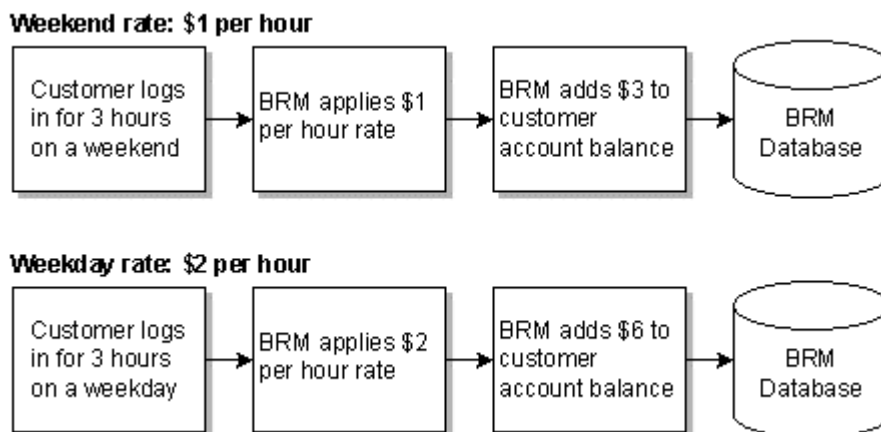 Weekend rate: $1 per hour
Customer logs
in for 3 hours
on a weekend
BRM applies $1
per hour rate
BRM adds $3 to
customer
account balance
BRM
Database
Weekday rate: $2 per hour
Customer logs
in for 3 hours
on a weekday
BRM applies $2
per hour rate
BRM adds $6 to
customer
account balance
BRM
Database